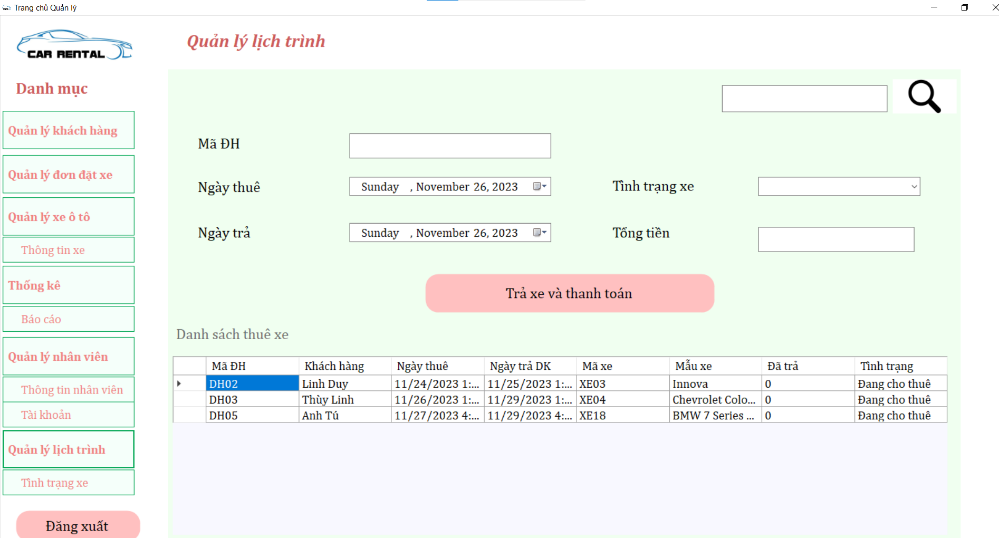 Trang chủ Quản lý
CAR RENTAL
Quản lý lịch trình
Danh mục
Quản lý khách hàng
Quản lý đơn đặt xe
Quản lý xe ô tô
Thông tin xe
Thống kê
Báo cáo
Quản lý nhân viên
Thông tin nhân viên
Tài khoản
Quản lý lịch trình
Tình trạng xe
Đăng xuất
Mã ĐH
Ngày thuê Sunday , November 26, 2023 Tình trạng xe
Ngày trả Sunday , November 26, 2023 Tổng tiền
Trả xe và thanh toán
Danh sách thuê xe
Mã ĐH Khách hàng Ngày thuê Ngày trả DK Mã xe Mẫu xe Đã trả Tình trạng
DH02 Linh Duy 11/24/2023 1:... 11/25/2023 1:... XE03 Innova 0 Đang cho thuê
DH03 Thùy Linh 11/26/2023 1:... 11/29/2023 1:... XE04 Chevrolet Colo... 0 Đang cho thuê
DH05 Anh Tú 11/27/2023 4:... 11/29/2023 4:... XE18 BMW 7 Series ... 0 Đang cho thuê